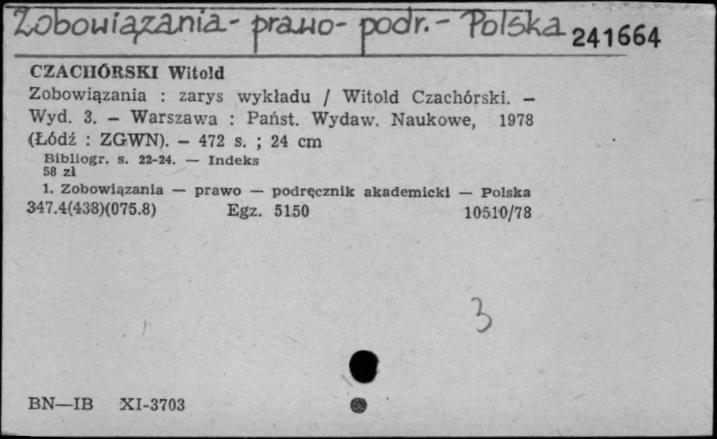 Zobowiązania - prawo - podr. - Polska 241664
CZACHÓRSKI Witold
Zobowiązania : zarys wykładu / Witold Czachórski. —
Wyd. 3. — Warszawa : Państ. Wydaw. Naukowe, 1978
(Łódź : ZGWN). — 472 s. ; 24 cm
Bibliogr. s. 22-24. — Indeks
58 zł
1. Zobowiązania — prawo — podręcznik akademicki — Polska
347.4(438)(075.8) Egz. 5150 10510/78
3
BN—IB XI-3703